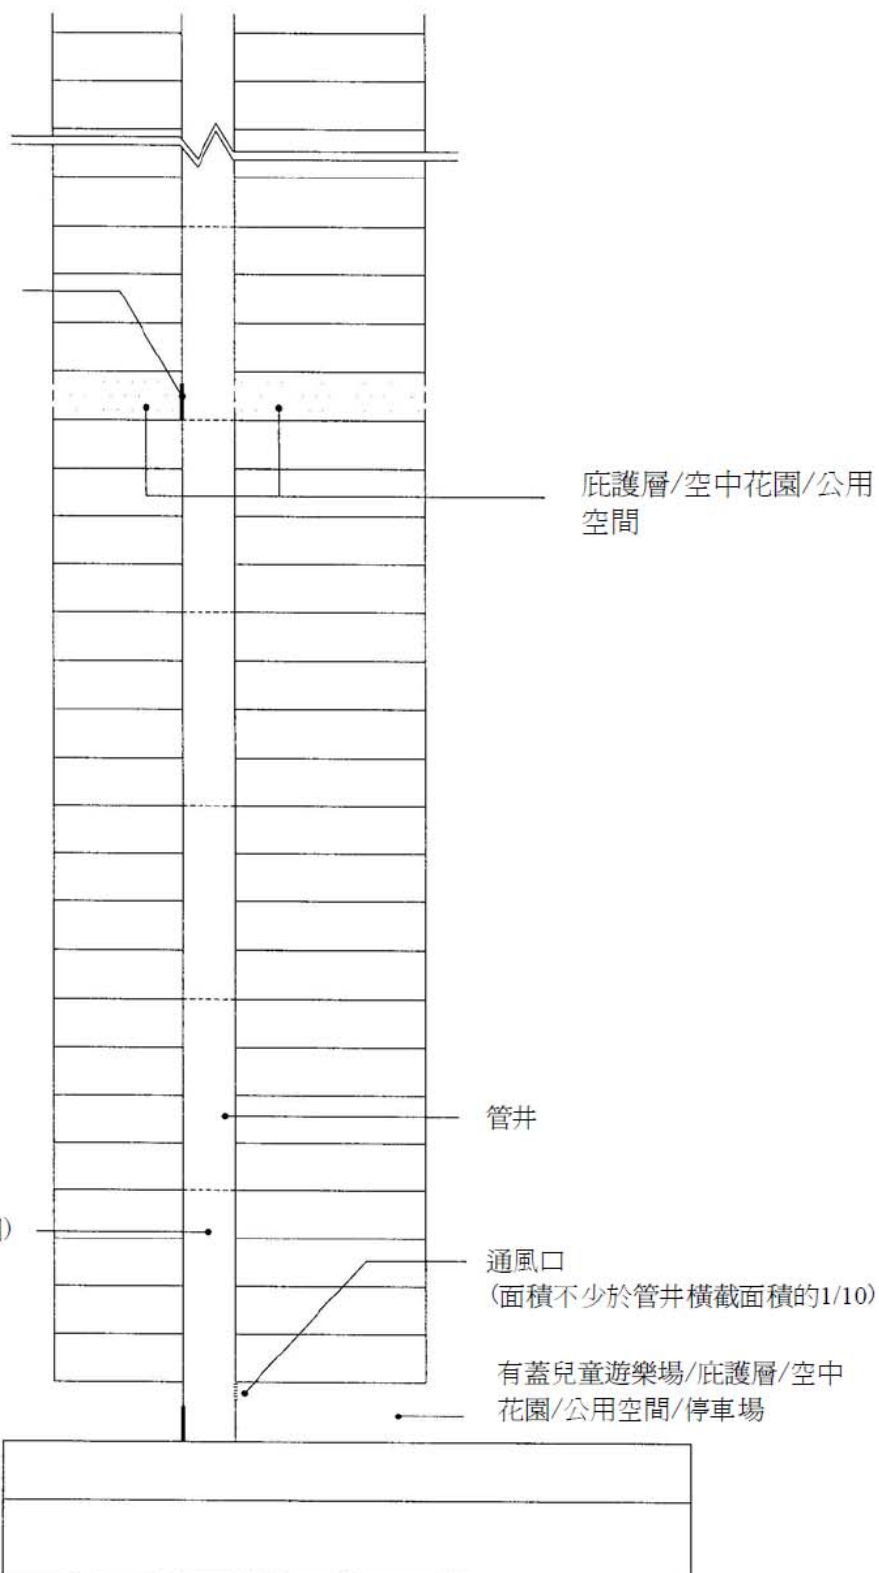 庇護層/空中花園/公用
空間
管井
通風口
(面積不少於管井橫截面積的1/10)
有蓋兒童遊樂場/庇護層/空中
花園/公用空間/停車場